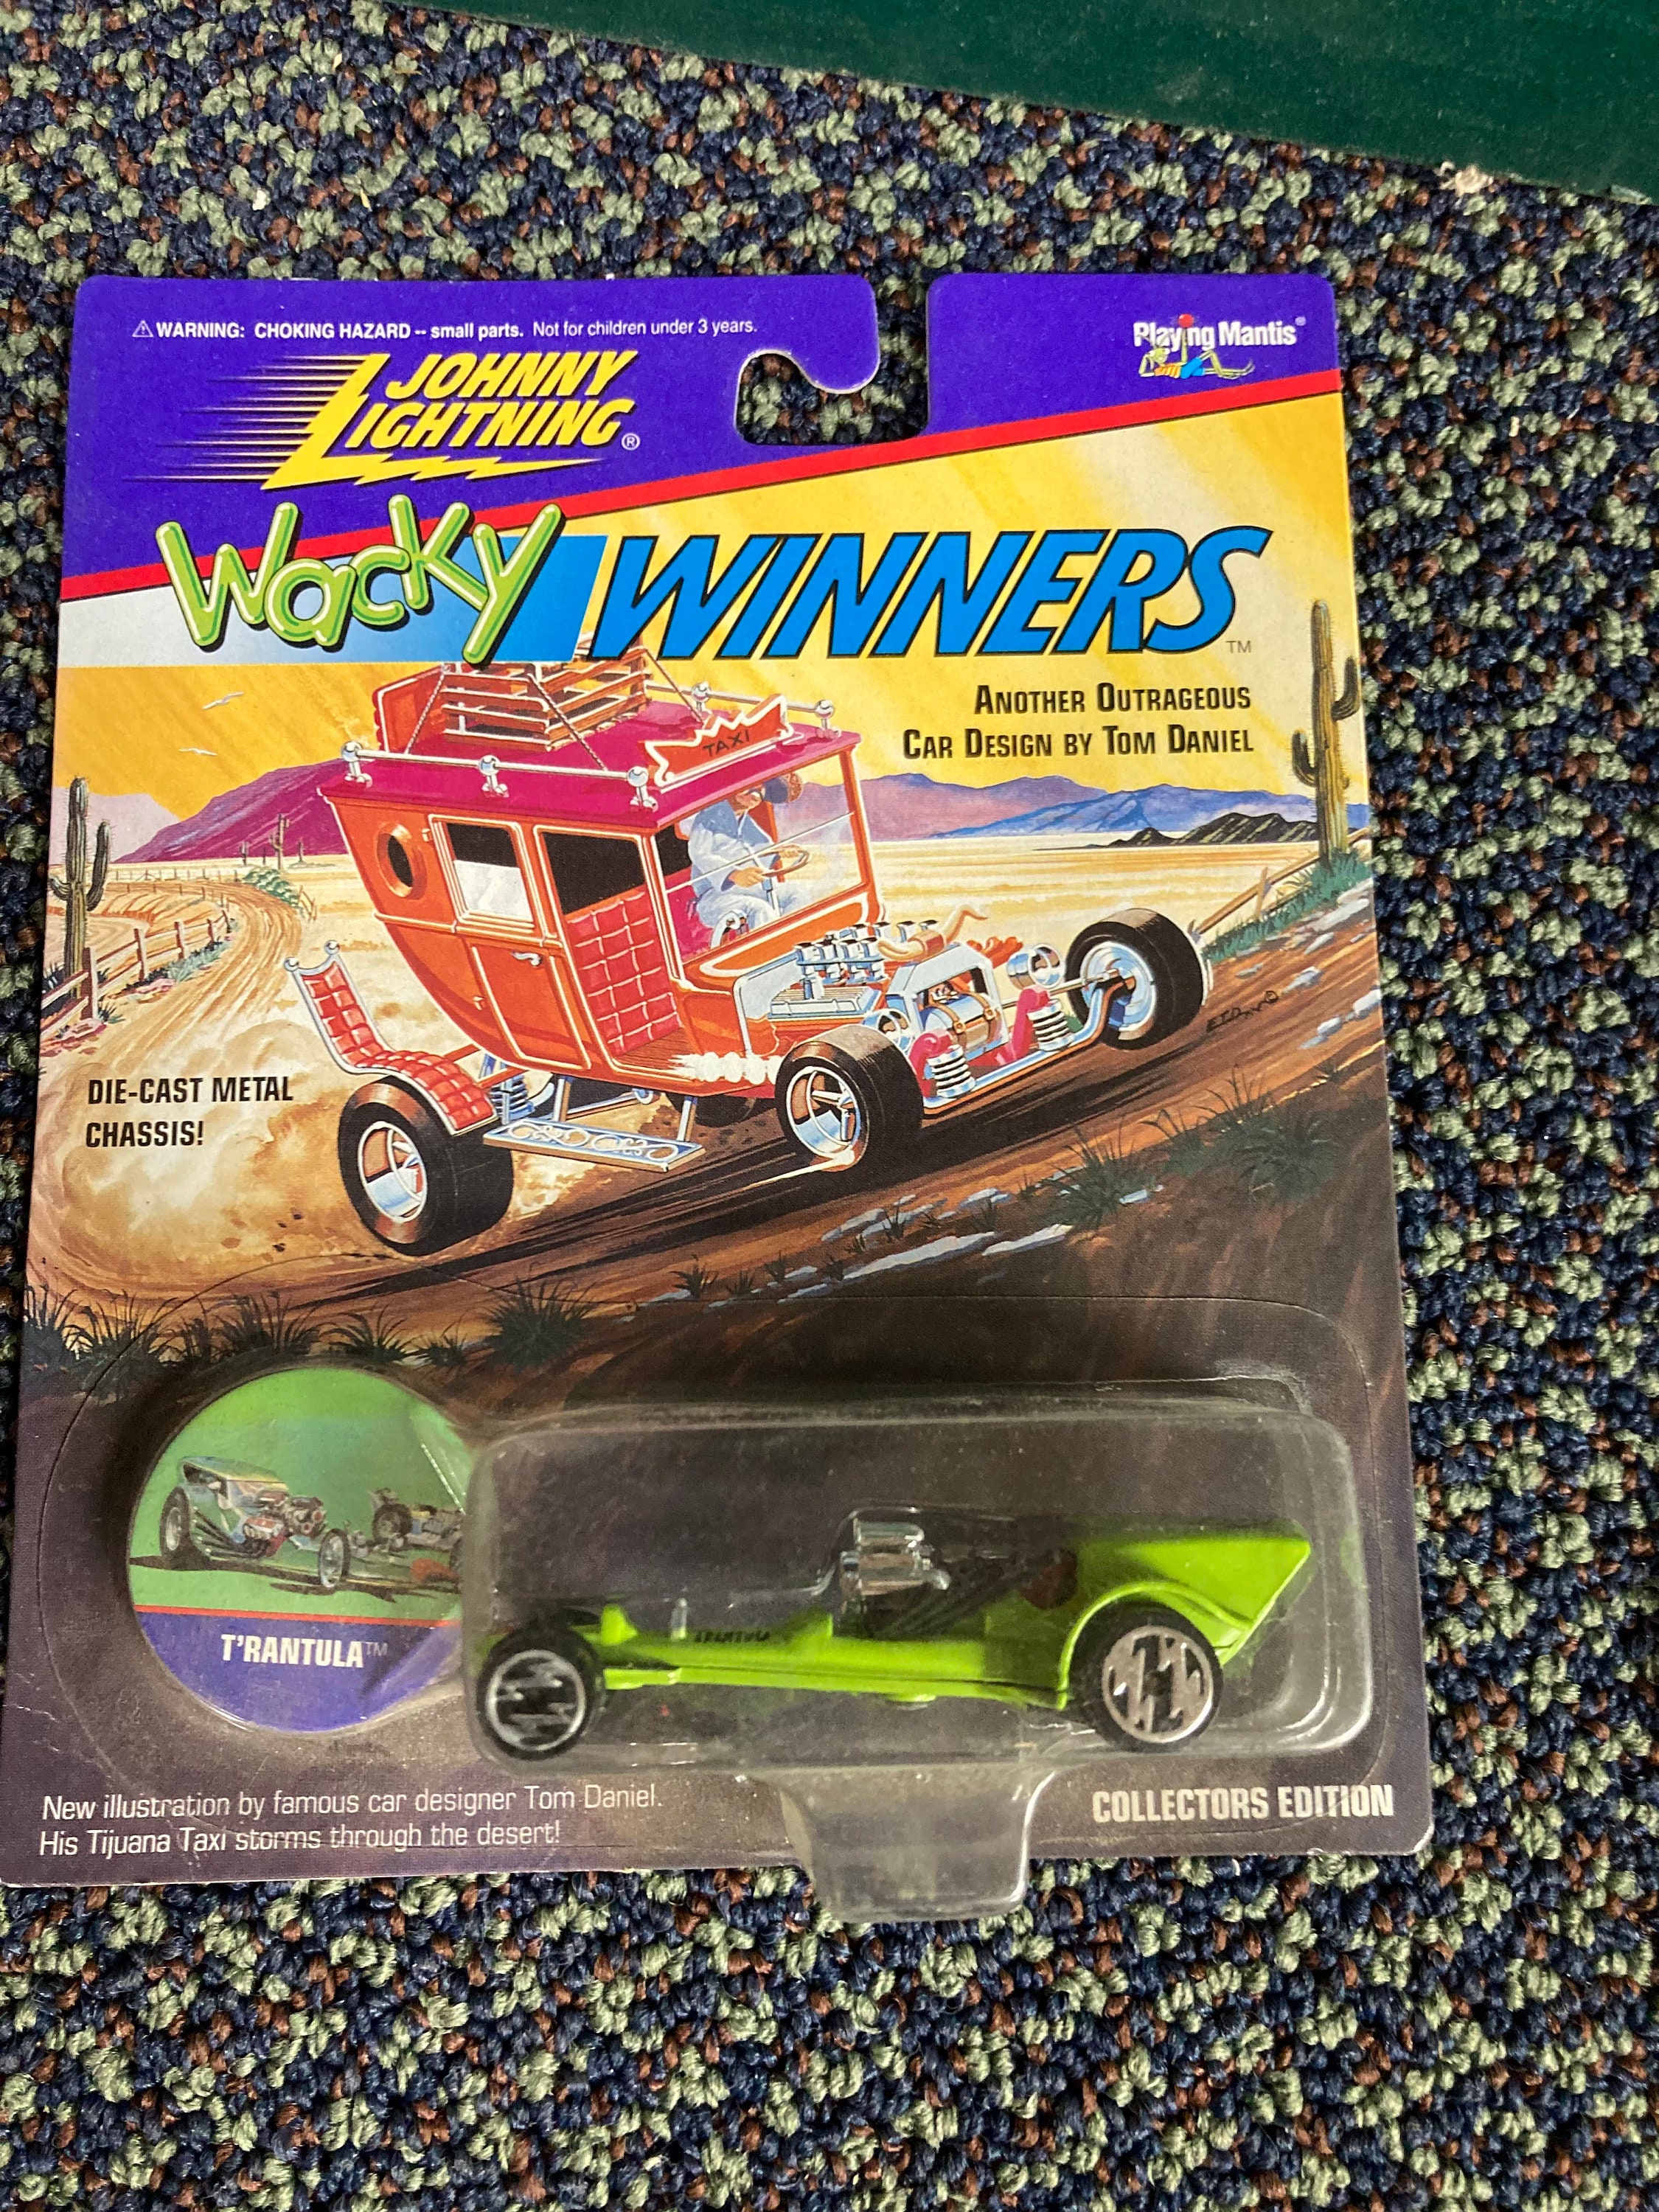 ⚠ WARNING: CHOKING HAZARD -- small parts. Not for children under 3 years.
Playing Mantis®
JOHNNY
LIGHTNING®
Wacky WINNERS™
ANOTHER OUTRAGEOUS
CAR DESIGN BY TOM DANIEL
TAXI
DIE-CAST METAL
CHASSIS!
T'RANTULA™
New illustration by famous car designer Tom Daniel.
His Tijuana Taxi storms through the desert!
COLLECTORS EDITION